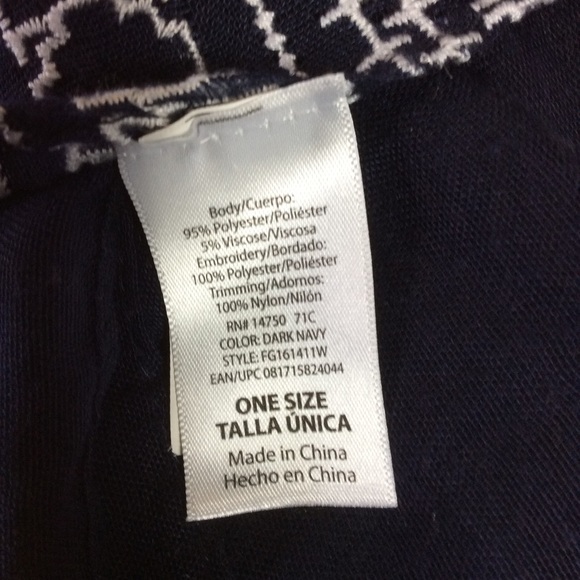 Body/Cuerpo:
95% Polyester/Poliéster
5% Viscose/Viscosa
Embroidery/Bordado:
100% Polyester/Poliéster
Trimming/Adornos:
100% Nylon/Nilón
RN# 14750 71C
COLOR: DARK NAVY
STYLE: FG161411W
EAN/UPC 081715824044
ONE SIZE
TALLA ÚNICA
Made in China
Hecho en China